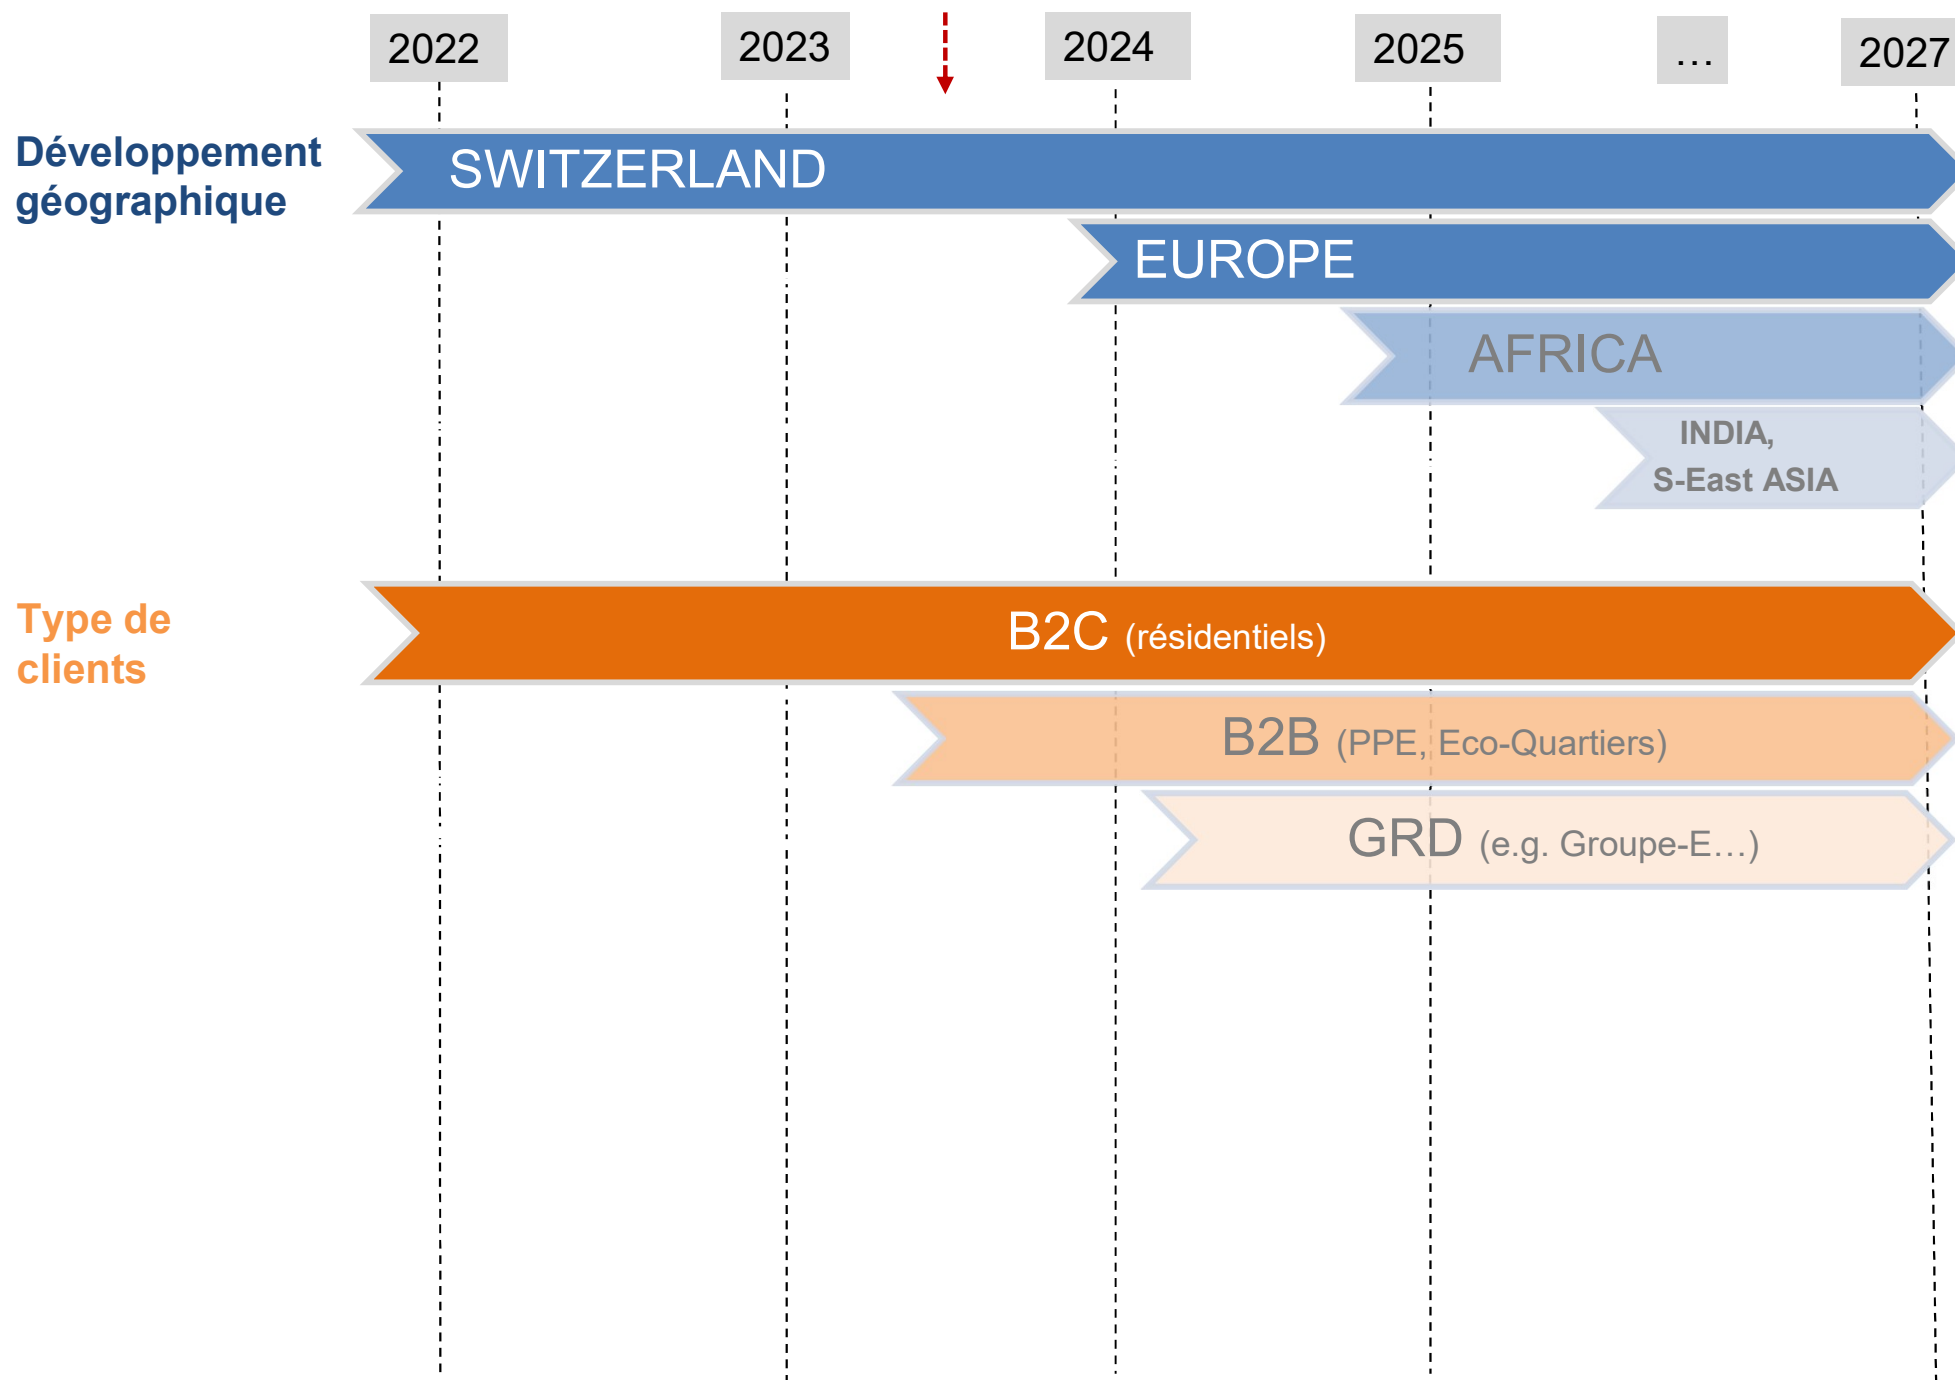 2022 2023 2024 2025 … 2027
Développement
géographique
SWITZERLAND
EUROPE
AFRICA
INDIA,
S-East ASIA
Type de
clients
B2C (résidentiels)
B2B (PPE, Eco-Quartiers)
GRD (e.g. Groupe-E…)